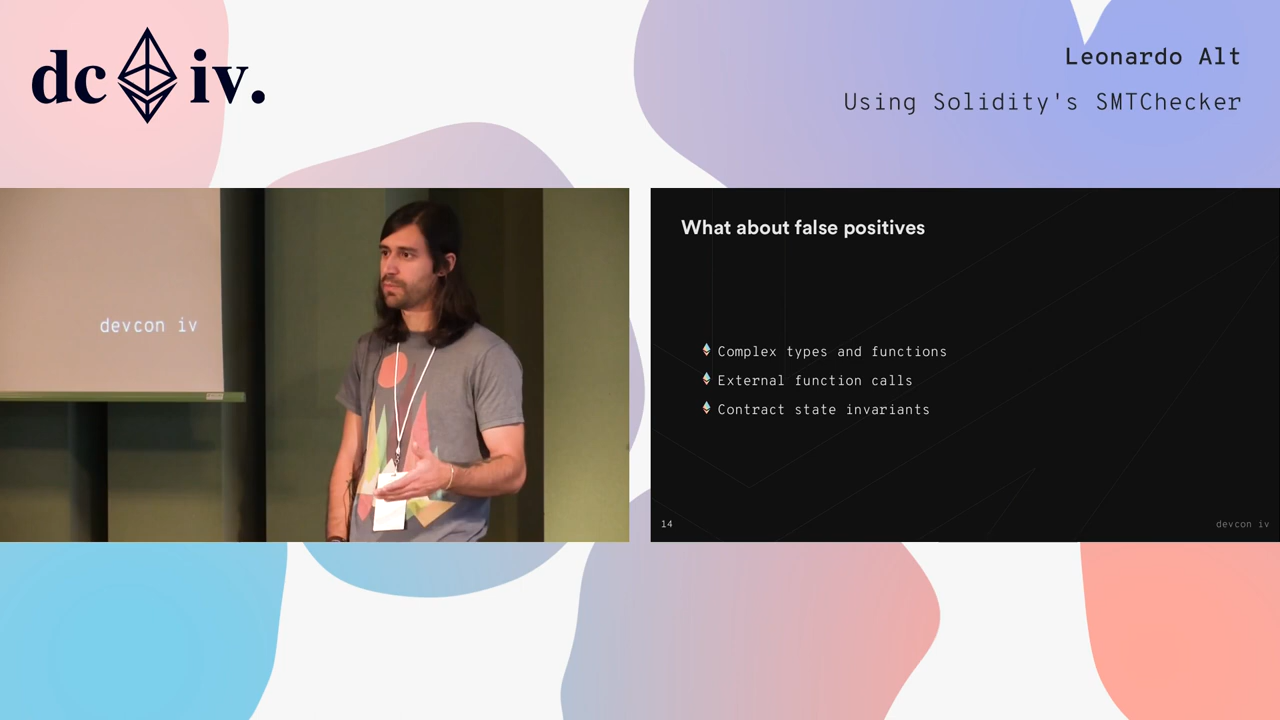 dc iv.
Leonardo Alt
Using Solidity's SMTChecker
devcon iv
What about false positives
Complex types and functions
External function calls
Contract state invariants
14
devcon iv